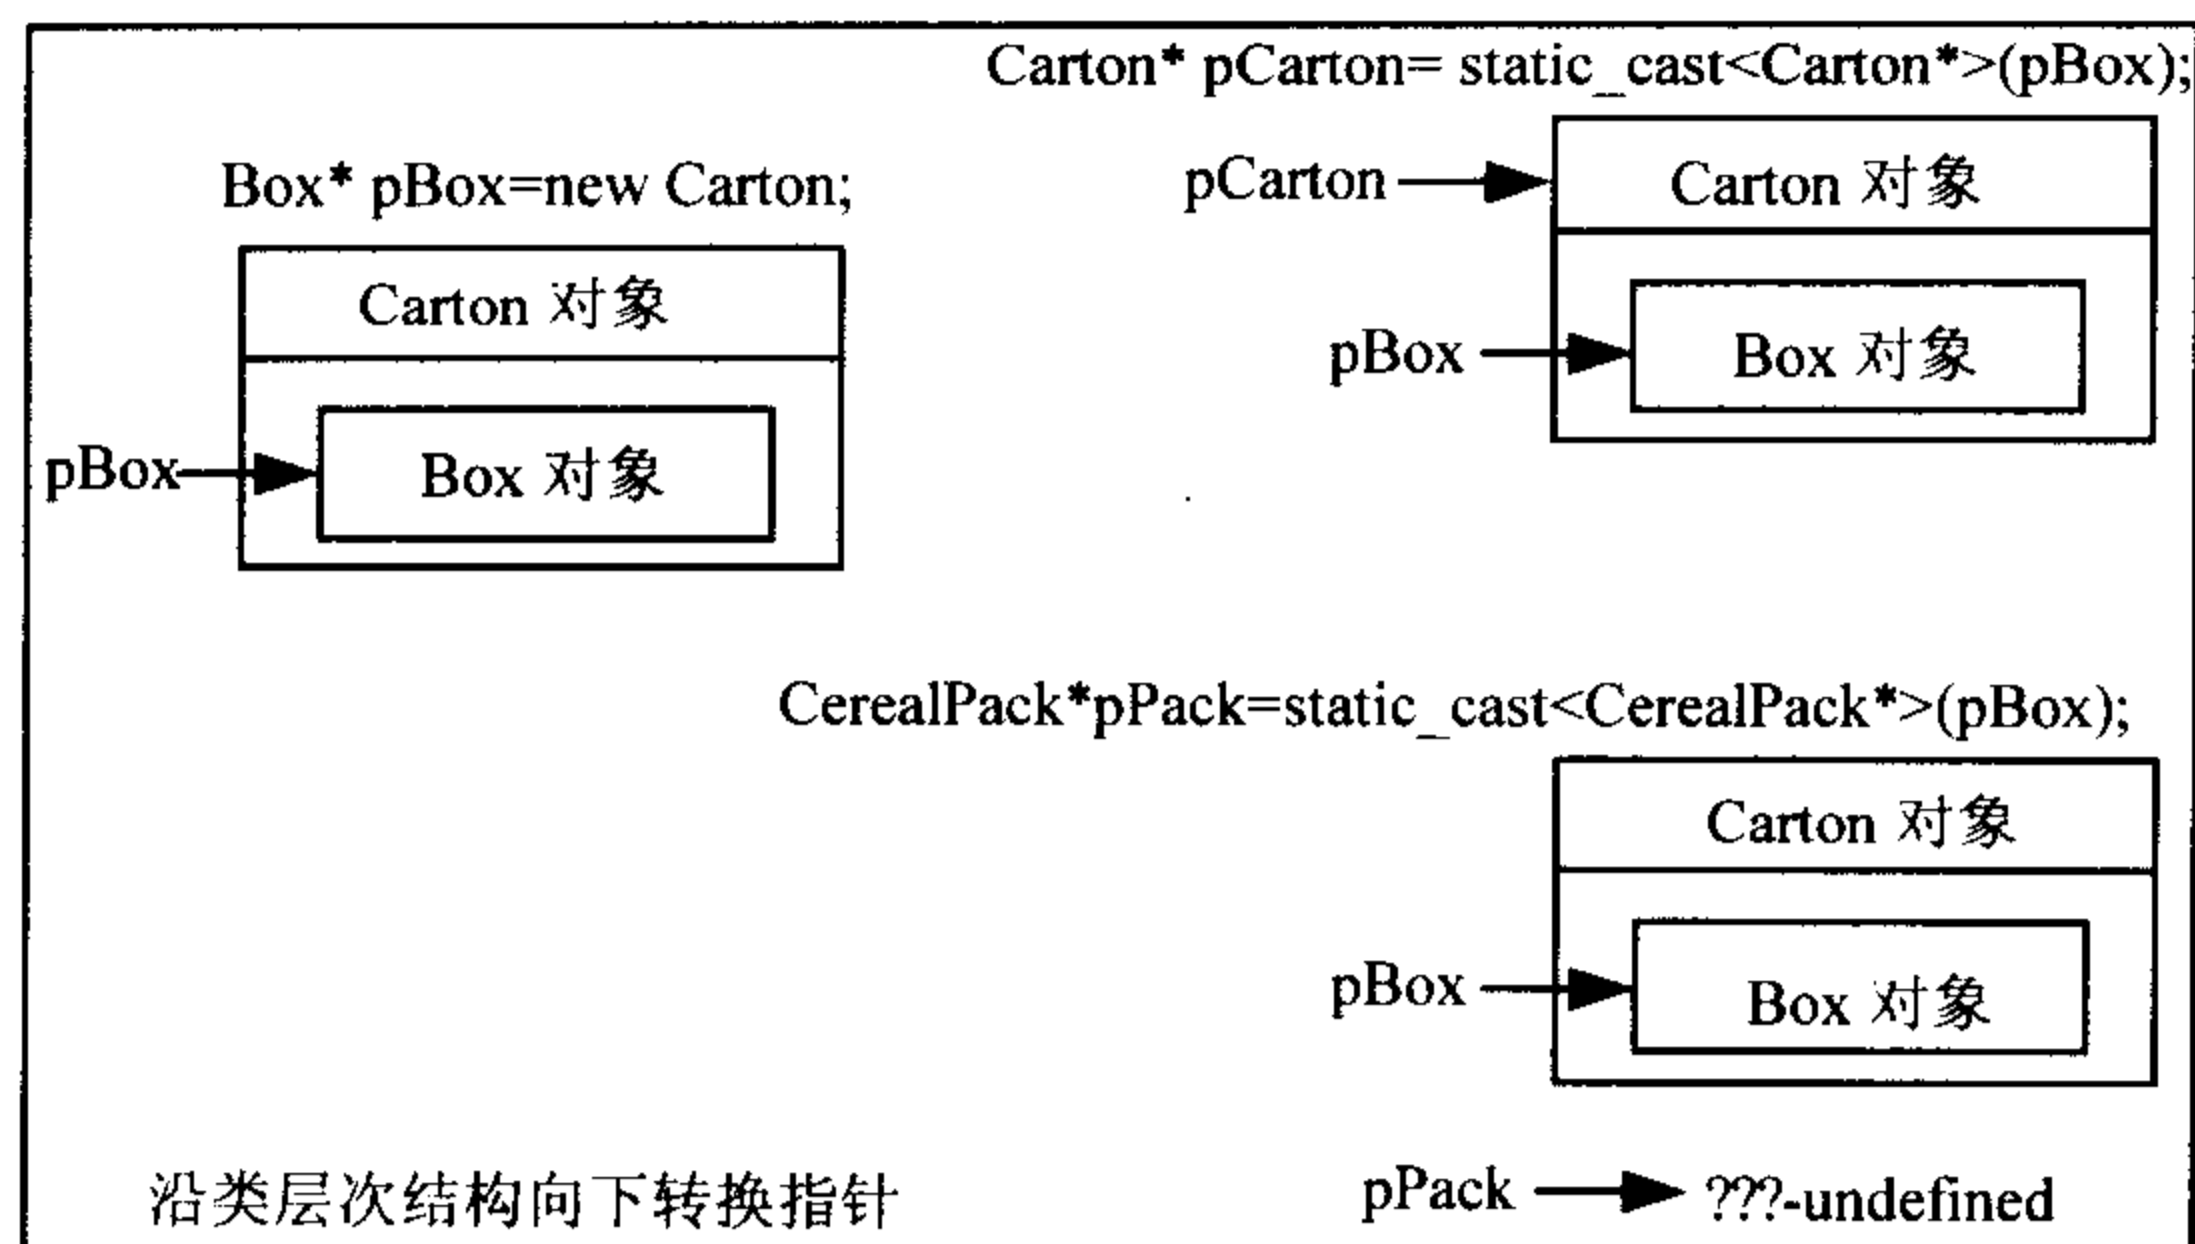 Carton* pCarton= static_cast<Carton*>(pBox);
Box* pBox=new Carton;
pCarton
Carton 对象
pBox
Box 对象
Carton 对象
pBox
Box 对象
CerealPack*pPack=static_cast<CerealPack*>(pBox);
Carton 对象
pBox
Box 对象
沿类层次结构向下转换指针
pPack
???-undefined